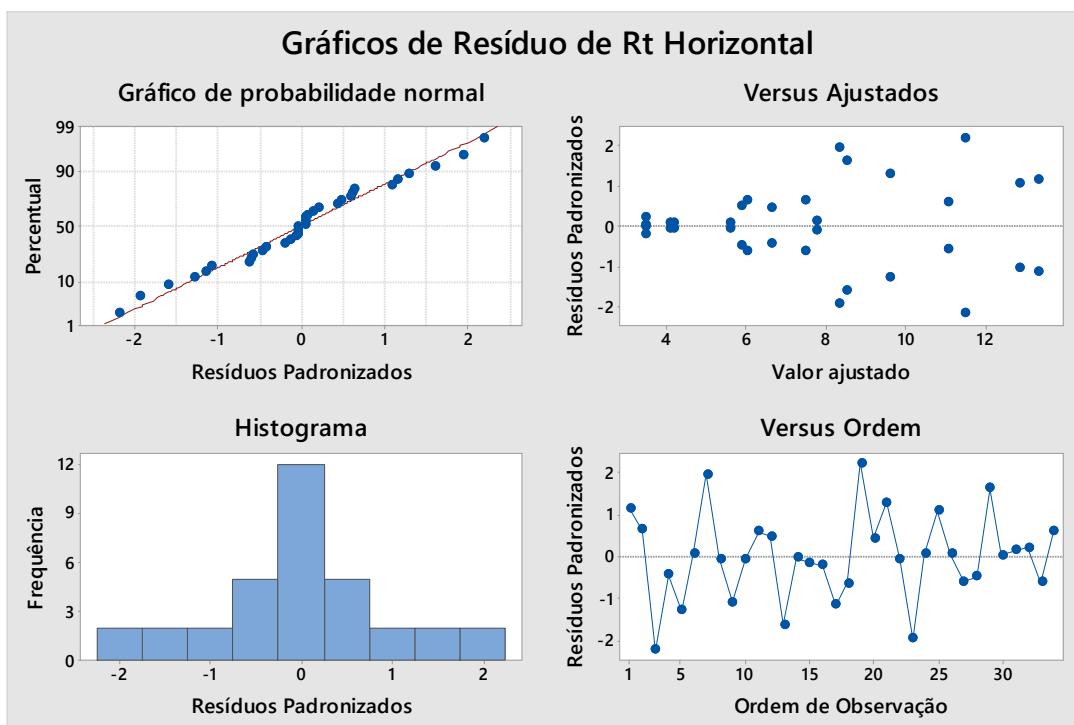 Gráficos de Resíduo de Rt Horizontal
Gráfico de probabilidade normal
99
90
50
10
1
Percentual
-2 -1 0 1 2
Resíduos Padronizados
Versus Ajustados
2
1
0
-1
-2
Resíduos Padronizados
4 6 8 10 12
Valor ajustado
Histograma
12
9
6
3
0
Frequência
-2 -1 0 1 2
Resíduos Padronizados
Versus Ordem
2
1
0
-1
-2
Resíduos Padronizados
1 5 10 15 20 25 30
Ordem de Observação